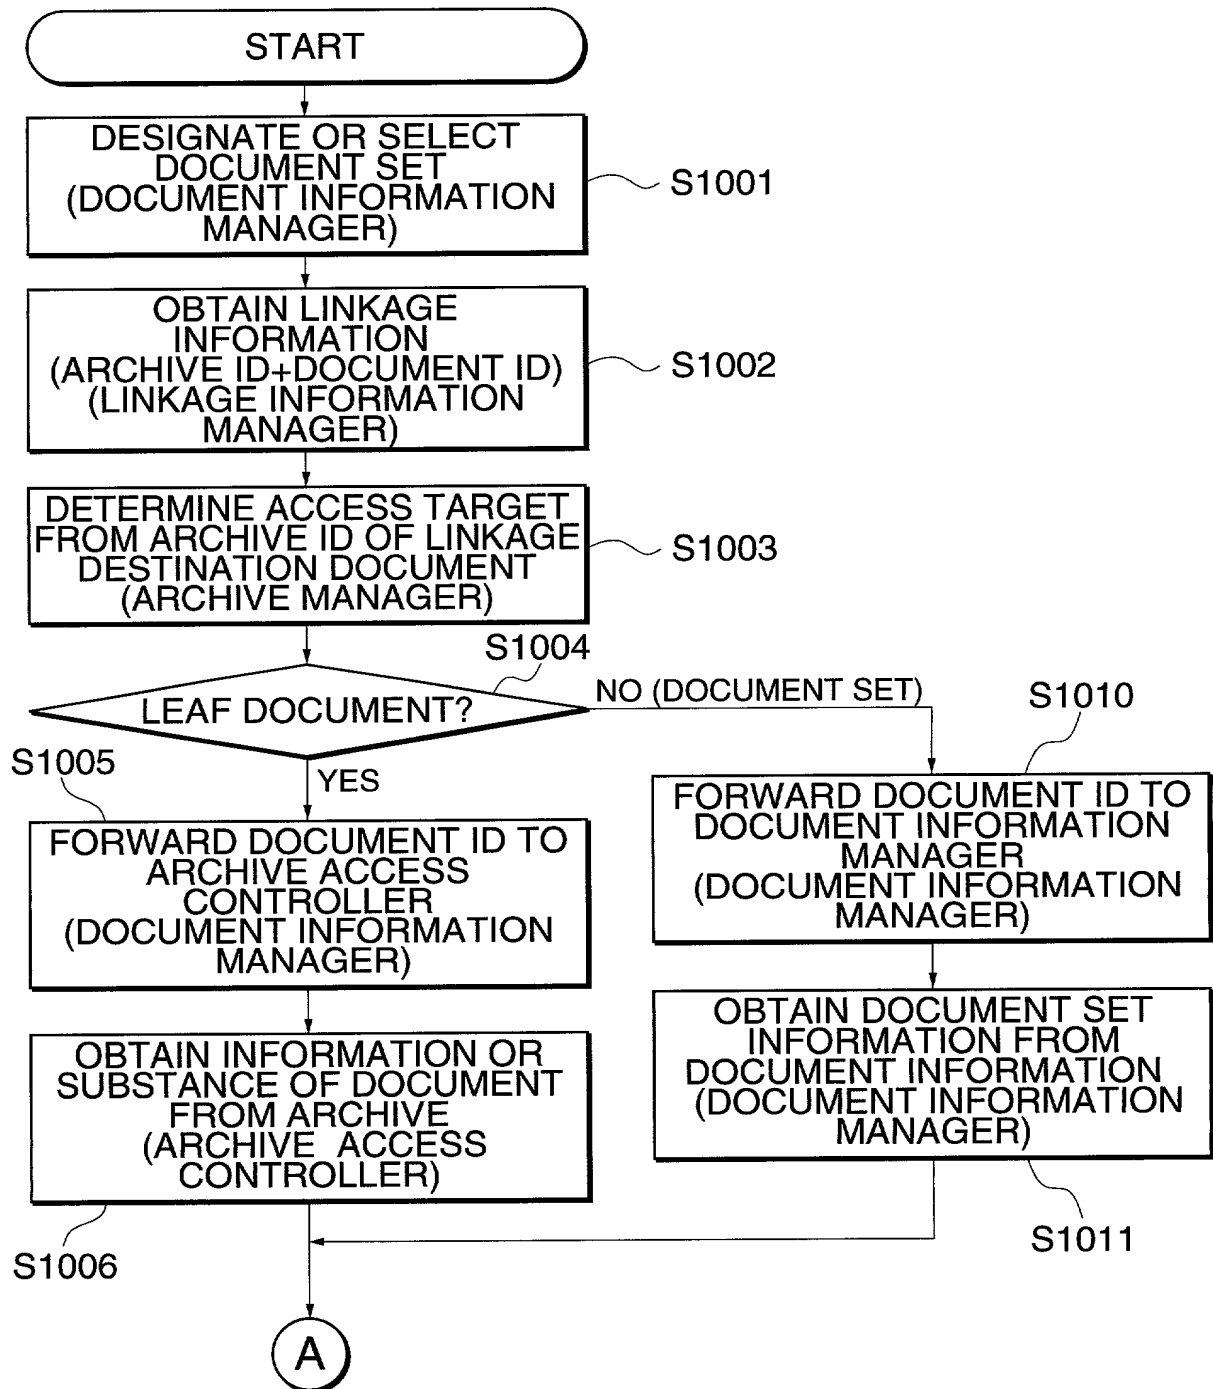 START
DESIGNATE OR SELECT
DOCUMENT SET
(DOCUMENT INFORMATION
MANAGER)
S1001
OBTAIN LINKAGE
INFORMATION
(ARCHIVE ID+DOCUMENT ID)
(LINKAGE INFORMATION
MANAGER)
S1002
DETERMINE ACCESS TARGET
FROM ARCHIVE ID OF LINKAGE
DESTINATION DOCUMENT
(ARCHIVE MANAGER)
S1003
S1004
LEAF DOCUMENT?
NO (DOCUMENT SET)
YES
S1005
FORWARD DOCUMENT ID TO
ARCHIVE ACCESS
CONTROLLER
(DOCUMENT INFORMATION
MANAGER)
OBTAIN INFORMATION OR
SUBSTANCE OF DOCUMENT
FROM ARCHIVE
(ARCHIVE ACCESS
CONTROLLER)
S1006
S1010
FORWARD DOCUMENT ID TO
DOCUMENT INFORMATION
MANAGER
(DOCUMENT INFORMATION
MANAGER)
OBTAIN DOCUMENT SET
INFORMATION FROM
DOCUMENT INFORMATION
(DOCUMENT INFORMATION
MANAGER)
S1011
A